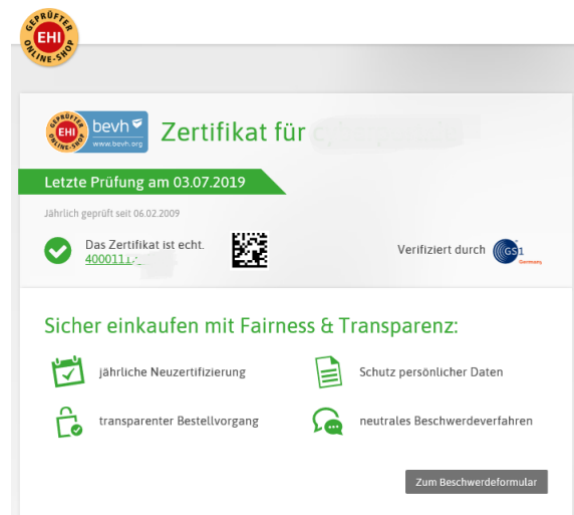 GEPRÜFTER
EHI
ONLINE-SHOP
GEPRÜFTER
EHI
ONLINE-SHOP
bevh
www.bevh.org
Zertifikat für
Letzte Prüfung am 03.07.2019
Jährlich geprüft seit 06.02.2009
Das Zertifikat ist echt.
Verifiziert durch GS1
Germany
Sicher einkaufen mit Fairness & Transparenz:
jährliche Neuzertifizierung
Schutz persönlicher Daten
transparenter Bestellvorgang
neutrales Beschwerdeverfahren
Zum Beschwerdeformular